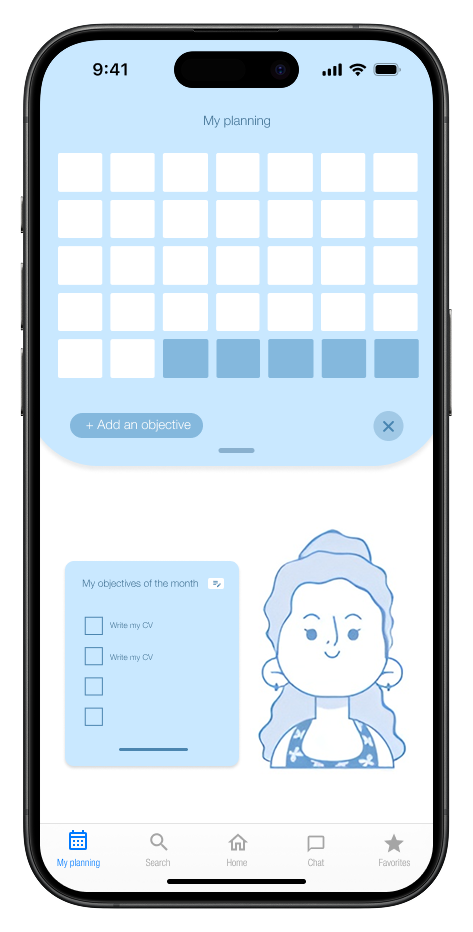 9:41
My planning
+ Add an objective
My objectives of the month
Write my CV
Write my CV
My planning
Search
Home
Chat
Favorites